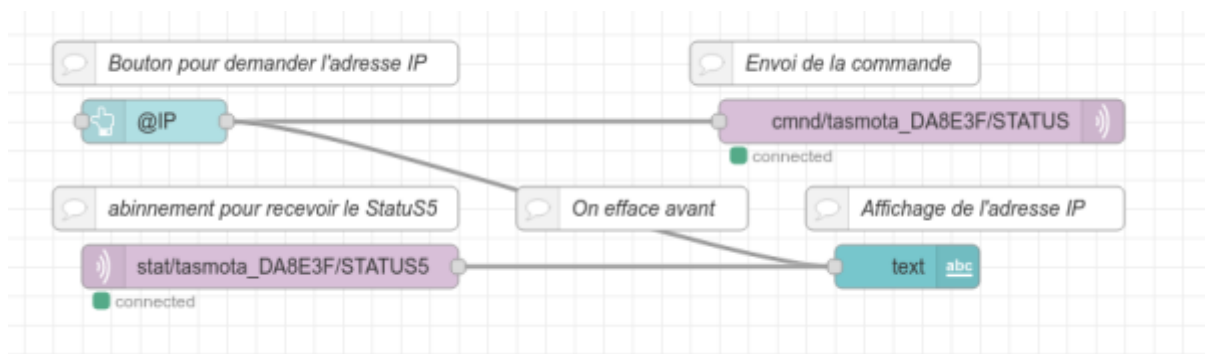 Bouton pour demander l'adresse IP
Envoi de la commande
@IP
cmnd/tasmota_DA8E3F/STATUS
connected
abinnement pour recevoir le StatuS5
On efface avant
Affichage de l'adresse IP
stat/tasmota_DA8E3F/STATUS5
text
abc
connected